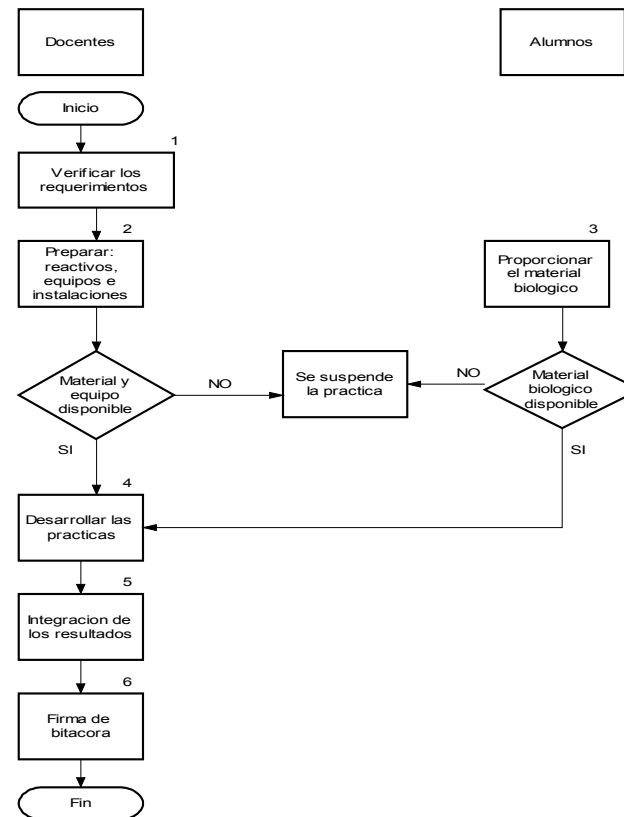 Docentes
Alumnos
Inicio
1
Verificar los
requerimientos
2
Preparar:
reactivos,
equipos e
instalaciones
3
Proporcionar
el material
biologico
Material y
equipo
disponible
NO
Se suspende
la practica
NO
Material
biologico
disponible
SI
SI
4
Desarrollar las
practicas
5
Integracion de
los resultados
6
Firma de
bitacora
Fin